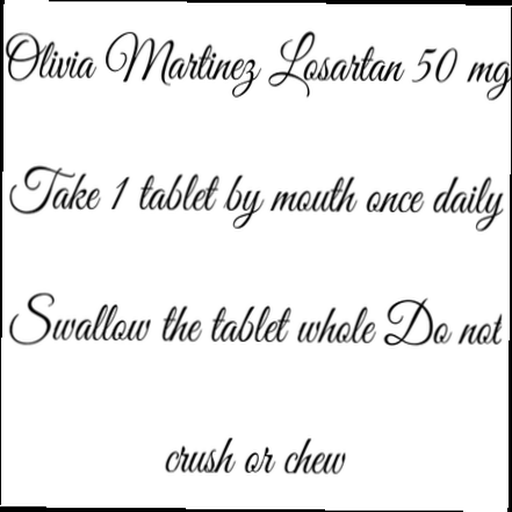 Olivia Martinez Losartan 50 mg
Take 1 tablet by mouth once daily
Swallow the tablet whole Do not
crush or chew